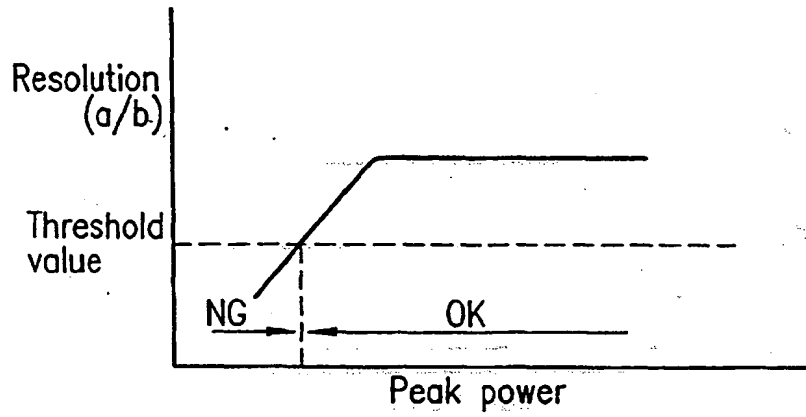 Resolution
(a/b)
Threshold
value
NG
OK
Peak power